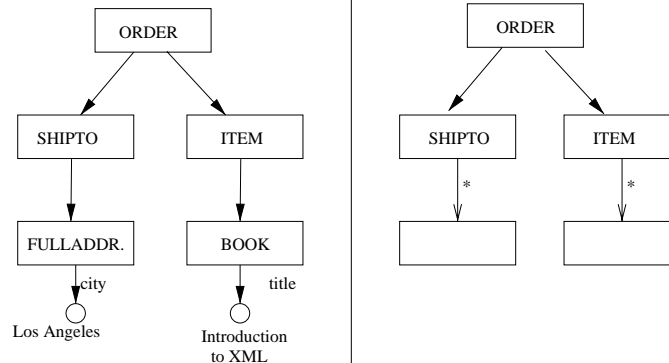 ORDER
SHIPTO
ITEM
FULLADDR.
BOOK
city
title
Los Angeles
Introduction
to XML
ORDER
SHIPTO
ITEM
*
*